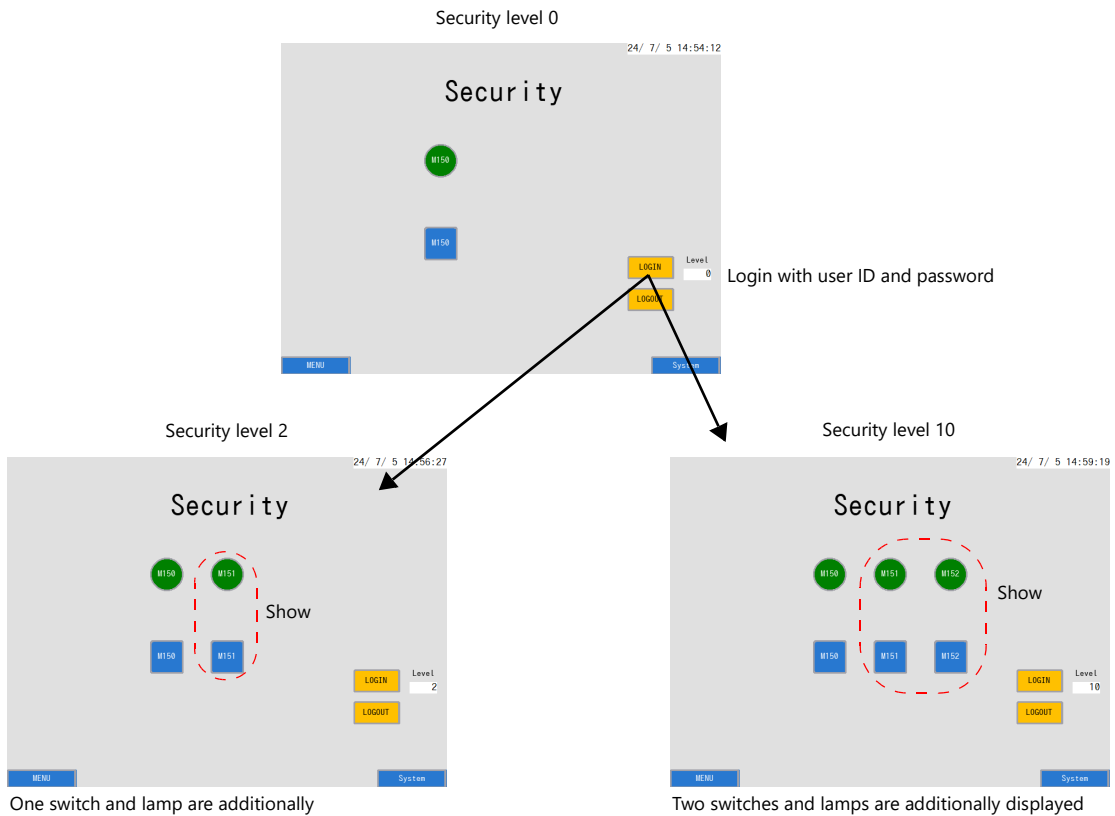 Security level 0
24/ 7/ 5 14:54:12
Security
M150
M150
LOGIN
Level
0
Login with user ID and password
LOGOUT
MENU
System
Security level 2
24/ 7/ 5 14:56:27
Security
M150
M151
Show
M150
M151
LOGIN
Level
2
LOGOUT
MENU
System
One switch and lamp are additionally
Security level 10
24/ 7/ 5 14:59:19
Security
M150
M151
M152
Show
M150
M151
M152
LOGIN
Level
10
LOGOUT
MENU
System
Two switches and lamps are additionally displayed